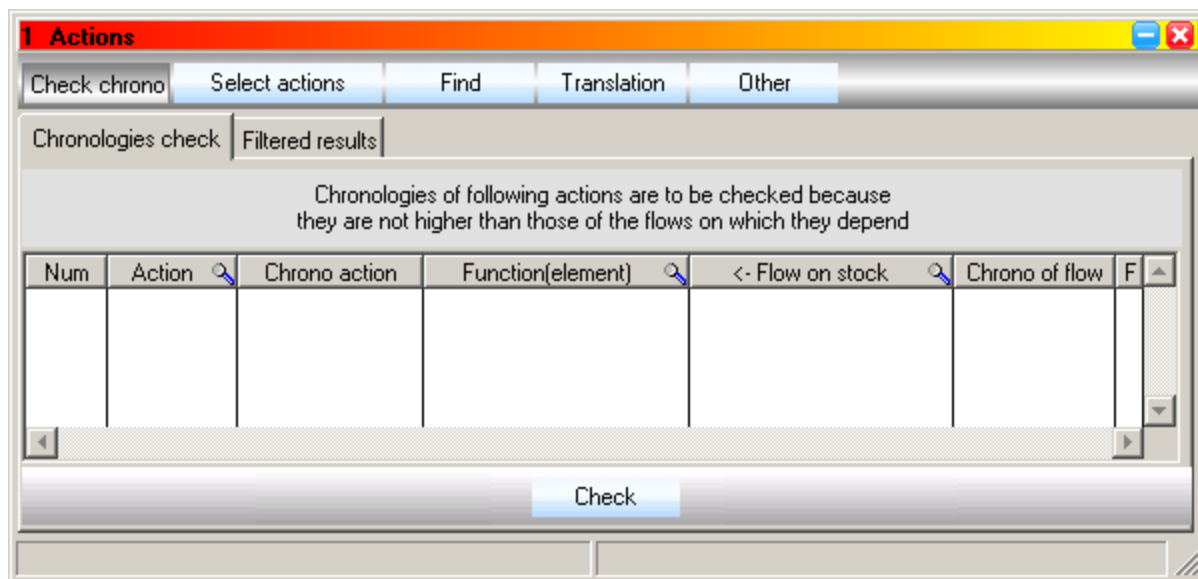 1 Actions
Check chrono Select actions Find Translation Other
Chronologies check Filtered results
Chronologies of following actions are to be checked because
they are not higher than those of the flows on which they depend
Num Action Chrono action Function(element) <- Flow on stock Chrono of flow F
Check